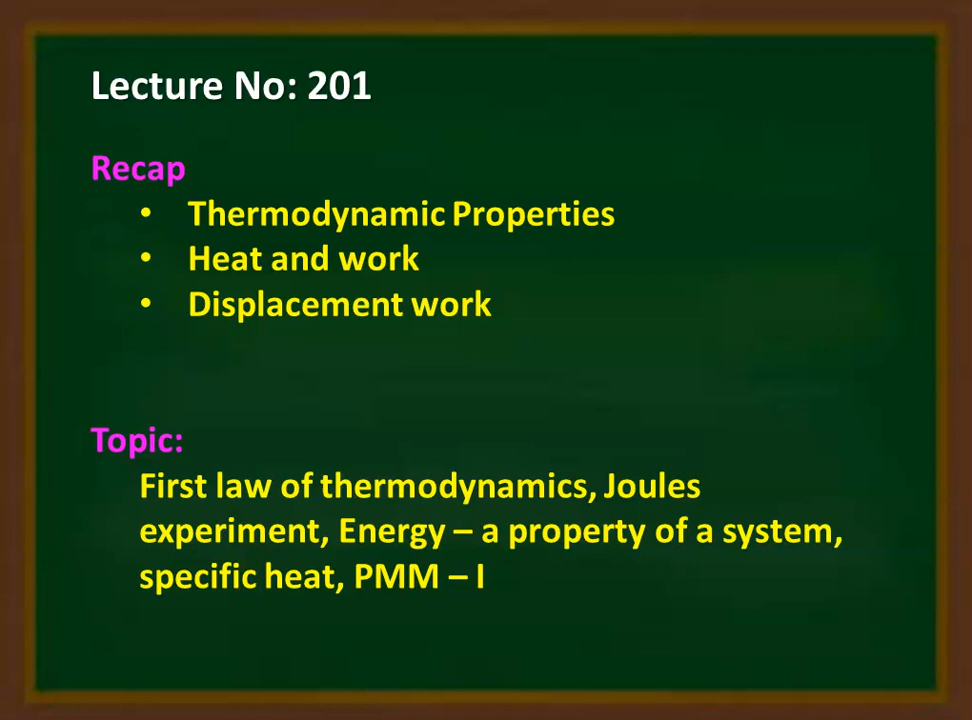 Lecture No: 201
Recap
• Thermodynamic Properties
• Heat and work
• Displacement work
Topic:
First law of thermodynamics, Joules
experiment, Energy – a property of a system,
specific heat, PMM – I